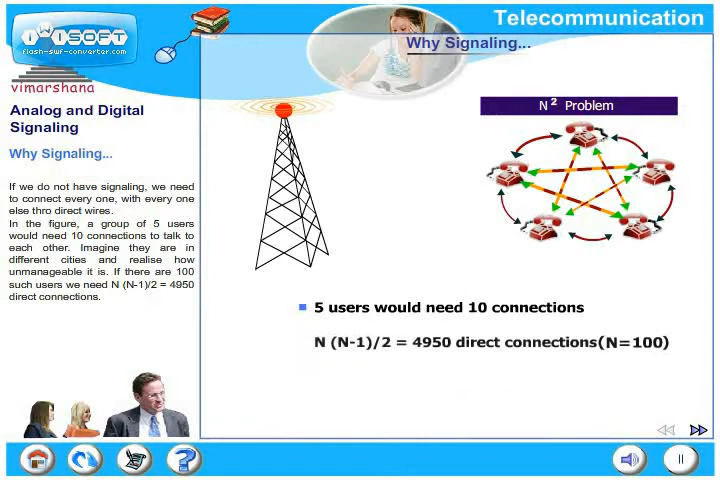 Telecommunication
iWiSOFT
flash-swf-converter.com
Why Signaling...
vimarshana
Analog and Digital
Signaling
Why Signaling...
If we do not have signaling, we need
to connect every one, with every one
else thro direct wires.
In the figure, a group of 5 users
would need 10 connections to talk to
each other. Imagine they are in
different cities and realise how
unmanageable it is. If there are 100
such users we need N (N-1)/2 = 4950
direct connections.
N² Problem
5 users would need 10 connections
N (N-1)/2 = 4950 direct connections(N=100)